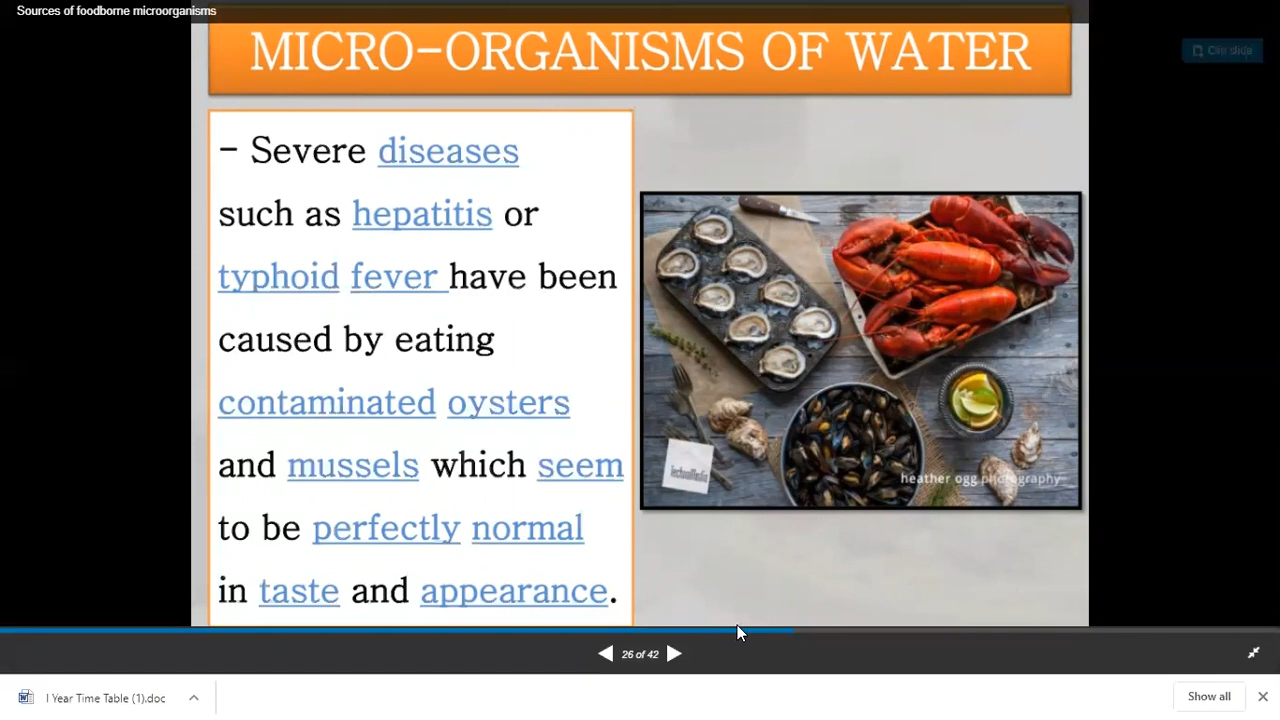 Sources of foodborne microorganisms
MICRO-ORGANISMS OF WATER
Clip slide
- Severe diseases
such as hepatitis or
typhoid fever have been
caused by eating
contaminated oysters
and mussels which seem
to be perfectly normal
in taste and appearance.
heather ogg photography
26 of 42
I Year Time Table (1).doc
Show all